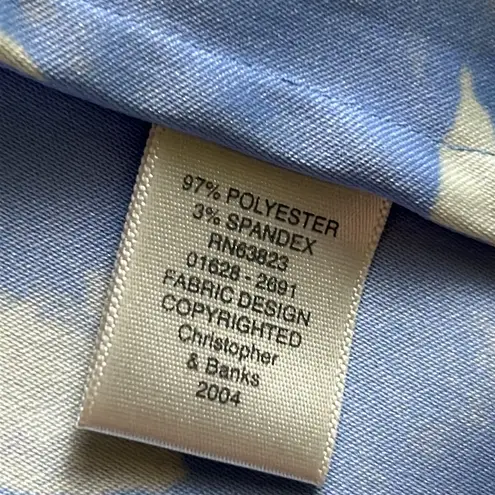 97% POLYESTER
3% SPANDEX
RN63823
01628 - 2691
FABRIC DESIGN
COPYRIGHTED
Christopher
& Banks
2004